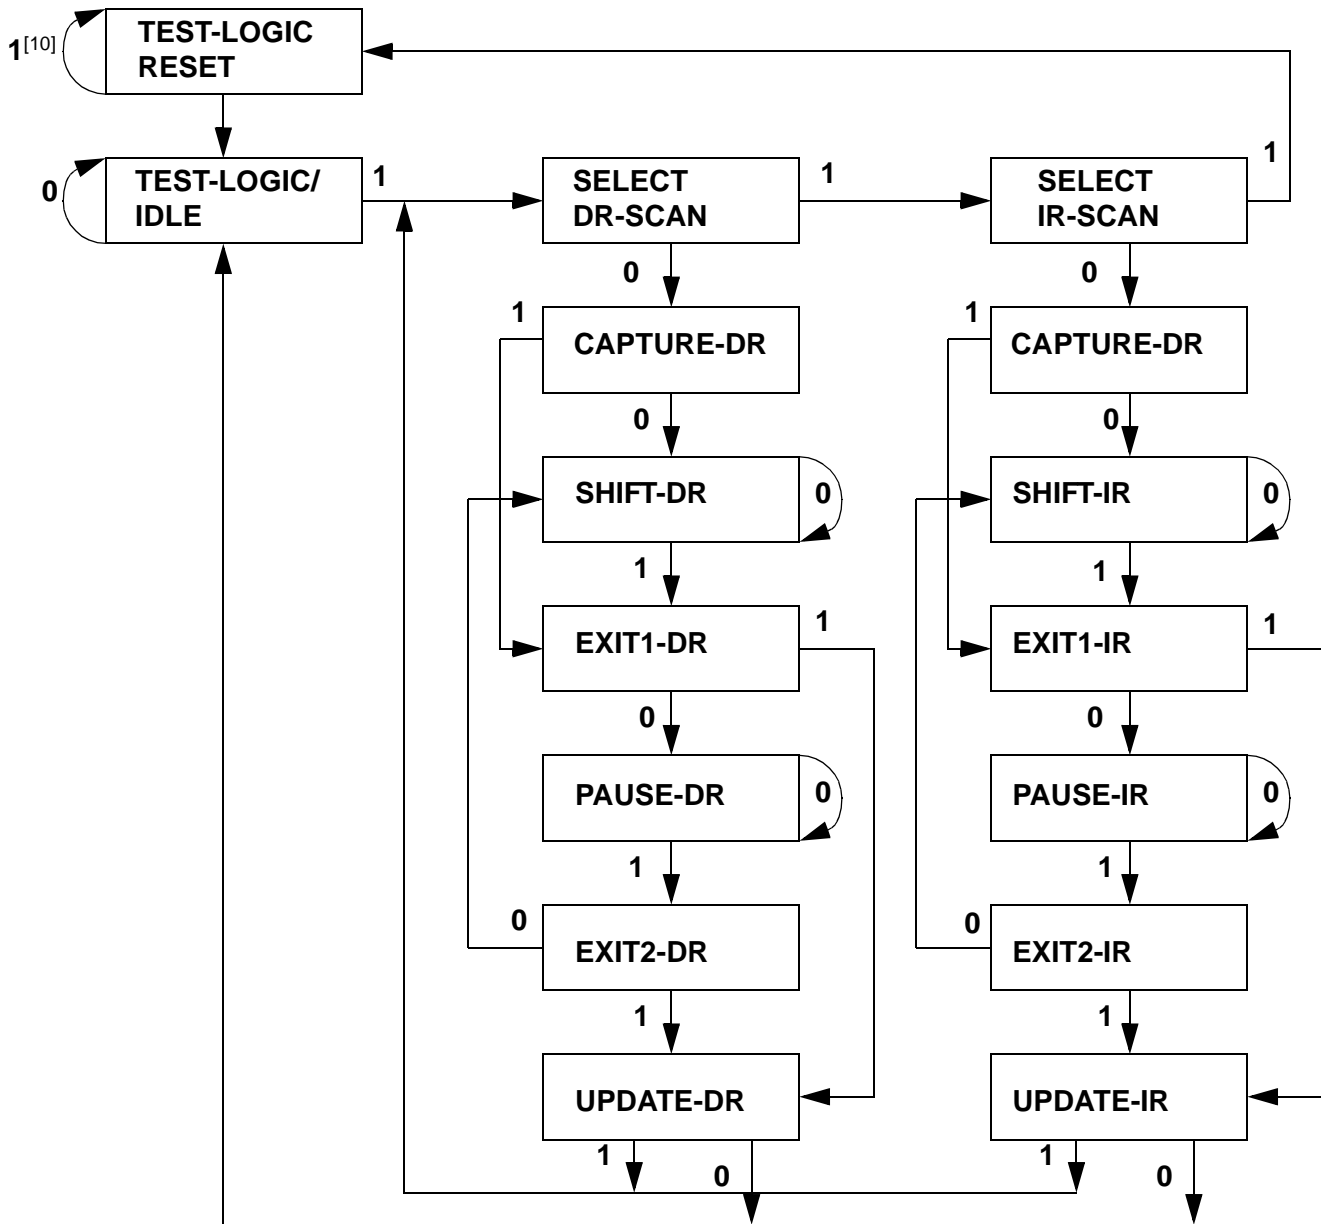 TEST-LOGIC
RESET
1[10]
TEST-LOGIC/
IDLE
0
1
SELECT
DR-SCAN
1
SELECT
IR-SCAN
1
0
0
1
CAPTURE-DR
1
CAPTURE-DR
0
0
SHIFT-DR
0
SHIFT-IR
0
1
1
EXIT1-DR
1
EXIT1-IR
1
0
0
PAUSE-DR
0
PAUSE-IR
0
1
1
0
EXIT2-DR
0
EXIT2-IR
1
1
UPDATE-DR
UPDATE-IR
1
0
1
0